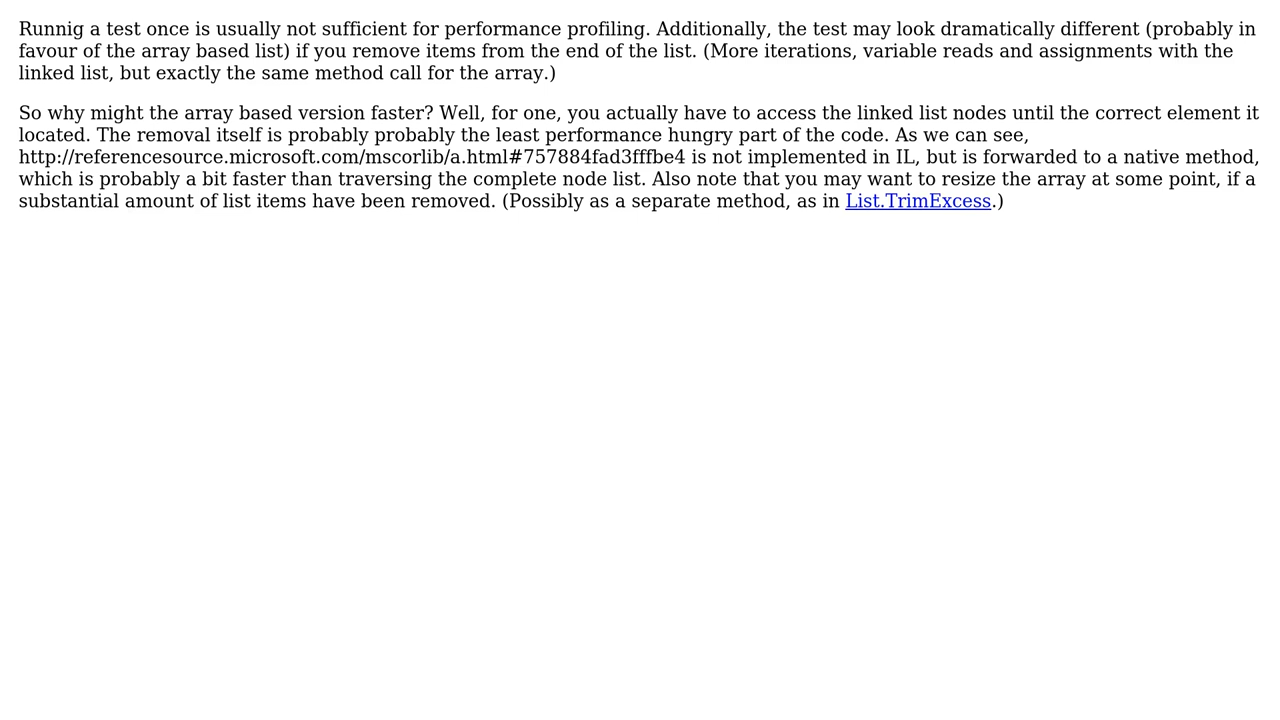 Runnig a test once is usually not sufficient for performance profiling. Additionally, the test may look dramatically different (probably in
favour of the array based list) if you remove items from the end of the list. (More iterations, variable reads and assignments with the
linked list, but exactly the same method call for the array.)
So why might the array based version faster? Well, for one, you actually have to access the linked list nodes until the correct element it
located. The removal itself is probably probably the least performance hungry part of the code. As we can see,
http://referencesource.microsoft.com/mscorlib/a.html#757884fad3fffbe4 is not implemented in IL, but is forwarded to a native method,
which is probably a bit faster than traversing the complete node list. Also note that you may want to resize the array at some point, if a
substantial amount of list items have been removed. (Possibly as a separate method, as in List.TrimExcess.)